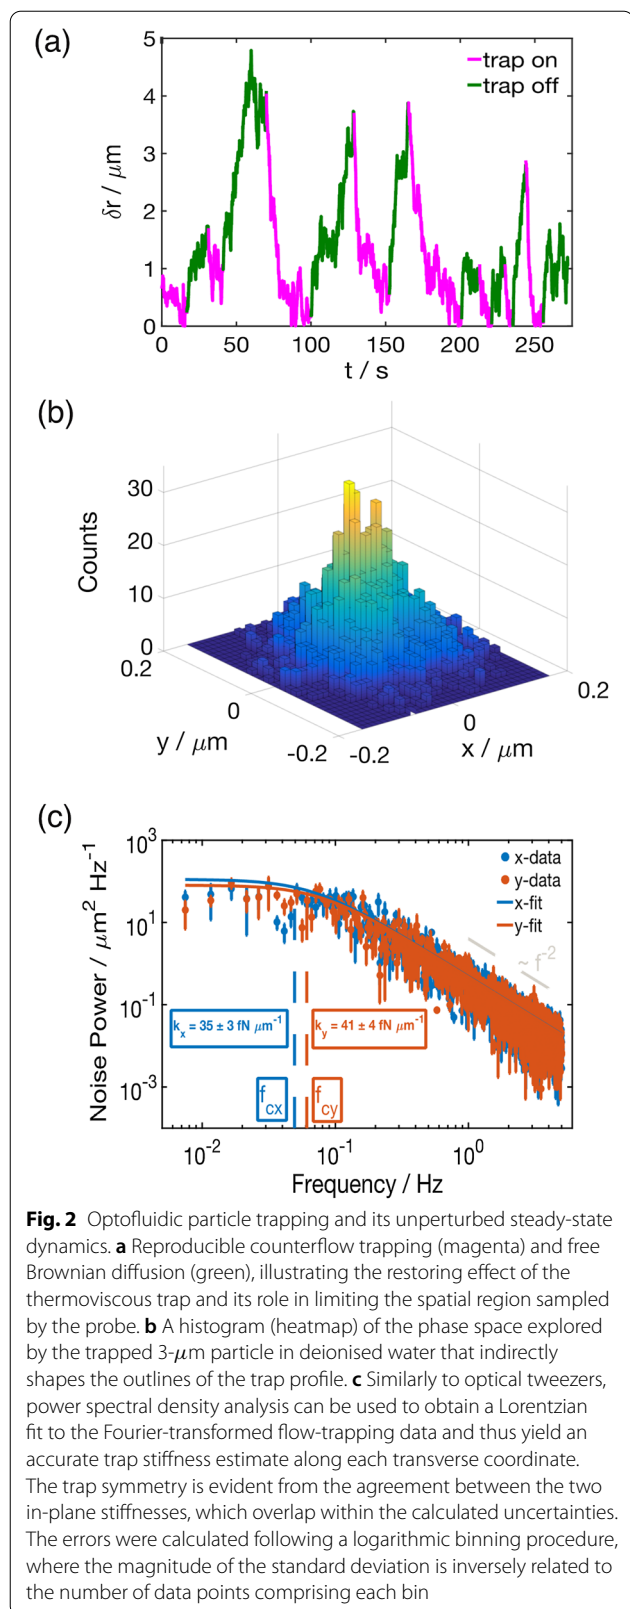 (a)
5
4
3
2
1
0
δr / μm
trap on
trap off
0 50 100 150 200 250
t / s
(b)
30
20
10
0
Counts
0.2
0
-0.2
y / μm
-0.2
0
0.2
x / μm
(c)
10³
10¹
10⁻¹
10⁻³
Noise Power / μm² Hz⁻¹
x-data
y-data
x-fit
y-fit
~ f⁻²
kₓ = 35 ± 3 fN μm⁻¹
k_y = 41 ± 4 fN μm⁻¹
f_cx
f_cy
10⁻² 10⁻¹ 10⁰
Frequency / Hz
Fig. 2 Optofluidic particle trapping and its unperturbed steady-state
dynamics. a Reproducible counterflow trapping (magenta) and free
Brownian diffusion (green), illustrating the restoring effect of the
thermoviscous trap and its role in limiting the spatial region sampled
by the probe. b A histogram (heatmap) of the phase space explored
by the trapped 3-μm particle in deionised water that indirectly
shapes the outlines of the trap profile. c Similarly to optical tweezers,
power spectral density analysis can be used to obtain a Lorentzian
fit to the Fourier-transformed flow-trapping data and thus yield an
accurate trap stiffness estimate along each transverse coordinate.
The trap symmetry is evident from the agreement between the two
in-plane stiffnesses, which overlap within the calculated uncertainties.
The errors were calculated following a logarithmic binning procedure,
where the magnitude of the standard deviation is inversely related to
the number of data points comprising each bin